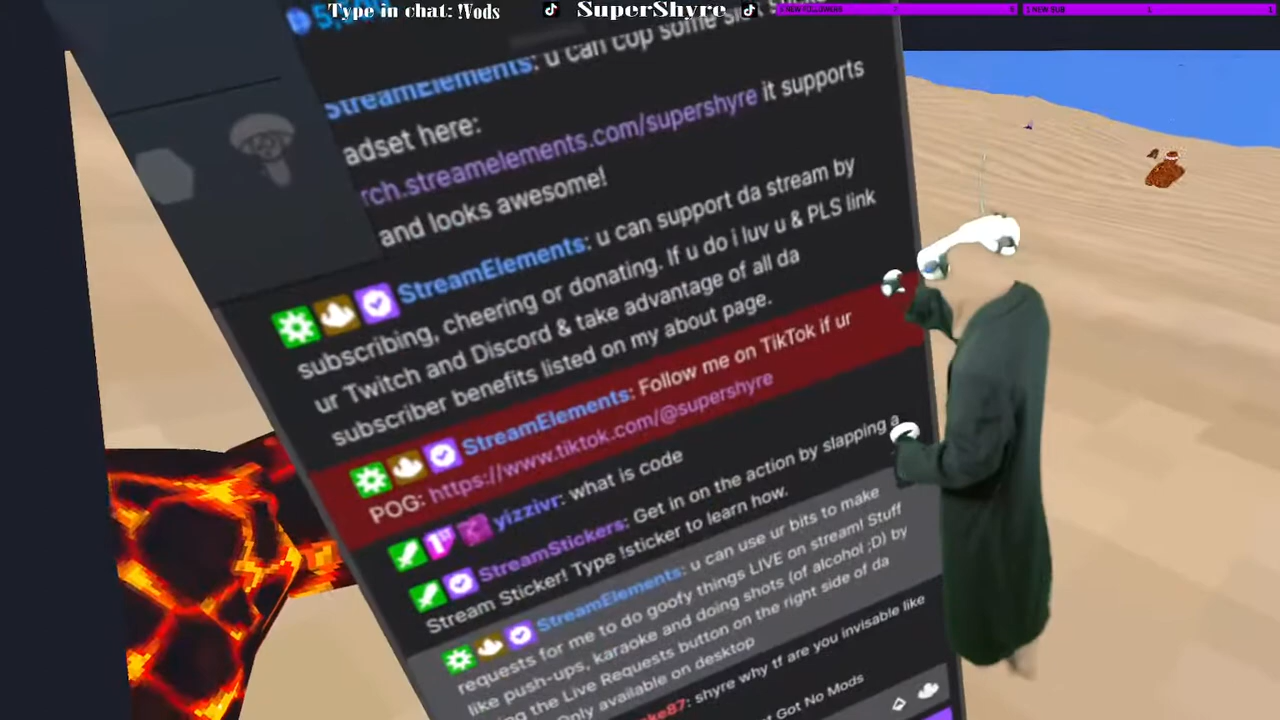 Type in chat: !Vods
SuperShyre
StreamElements: u can cop some
adset here:
rch.streamelements.com/supershyre it supports
and looks awesome!
StreamElements: u can support da stream by
subscribing, cheering or donating. If u do i luv u & PLS link
ur Twitch and Discord & take advantage of all da
subscriber benefits listed on my about page.
StreamElements: Follow me on TikTok if ur
POG: https://www.tiktok.com/@supershyre
yizzivr: what is code
StreamStickers: Get in on the action by slapping a
Stream Sticker! Type !sticker to learn how.
StreamElements: u can use ur bits to make
requests for me to do goofy things LIVE on stream! Stuff
like push-ups, karaoke and doing shots (of alcohol ;D) by
ng the Live Requests button on the right side of da
Only available on desktop
ke87: shyre why tf are you invisable like
Got No Mods